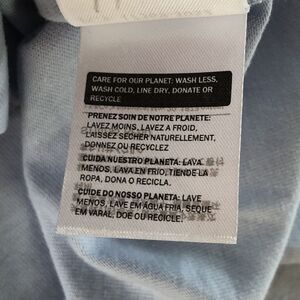 CARE FOR OUR PLANET: WASH LESS,
WASH COLD, LINE DRY, DONATE OR
RECYCLE
PRENEZ SOIN DE NOTRE PLANETE:
LAVEZ MOINS, LAVEZ A FROID,
LAISSEZ SÉCHER NATURELLEMENT,
DONNEZ OU RECYCLEZ
CUIDA NUESTRO PLANETA: LAVA
MENOS, LAVA EN FRIO, TIENDE LA
ROPA, DONA O RECICLA.
CUIDE DO NOSSO PLANETA: LAVE
MENOS, LAVE EM ÁGUA FRIA, SEQUE
EM VARAL, DOE OU RECICLE.